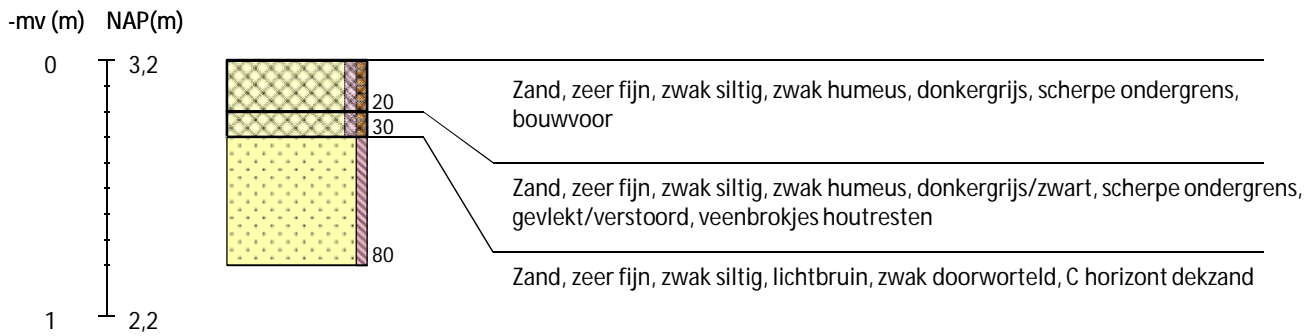 -mv (m) NAP(m)
0 3,2
20
30
80
1 2,2
Zand, zeer fijn, zwak siltig, zwak humeus, donkergrijs, scherpe ondergrens,
bouwvoor
Zand, zeer fijn, zwak siltig, zwak humeus, donkergrijs/zwart, scherpe ondergrens,
gevlekt/verstoord, veenbrokjes houtresten
Zand, zeer fijn, zwak siltig, lichtbruin, zwak doorworteld, C horizont dekzand